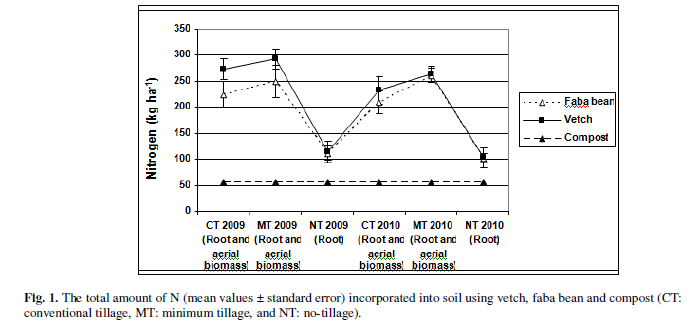 350
300
250
200
150
100
50
0
Nitrogen (kg ha-1)
CT 2009 MT 2009 NT 2009 CT 2010 MT 2010 NT 2010
(Root and (Root and (Root) (Root and (Root and (Root)
aerial aerial aerial aerial
biomass) biomass) biomass) biomass)
Faba bean
Vetch
Compost
Fig. 1. The total amount of N (mean values ± standard error) incorporated into soil using vetch, faba bean and compost (CT:
conventional tillage, MT: minimum tillage, and NT: no-tillage).